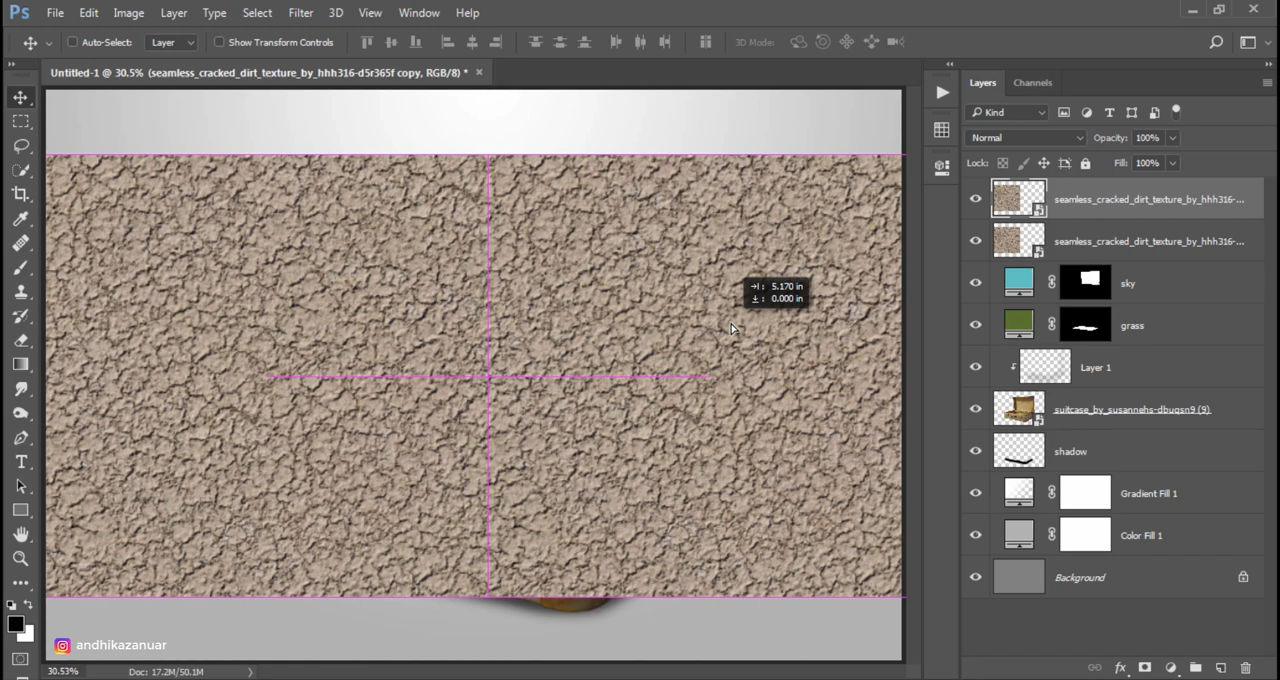 Ps File Edit Image Layer Type Select Filter 3D View Window Help
Auto-Select: Layer Show Transform Controls 3D Mode:
Untitled-1 @ 30.5% (seamless_cracked_dirt_texture_by_hhh316-d5r365f copy, RGB/8) *
Layers Channels
Kind
Normal Opacity: 100%
Lock: Fill: 100%
seamless_cracked_dirt_texture_by_hhh316-...
seamless_cracked_dirt_texture_by_hhh316-...
sky
grass
Layer 1
suitcase_by_susannehs-dbuqsn9 (9)
shadow
Gradient Fill 1
Color Fill 1
Background
5.170 in
0.000 in
andhikazanuar
30.53% Doc: 17.2M/50.1M